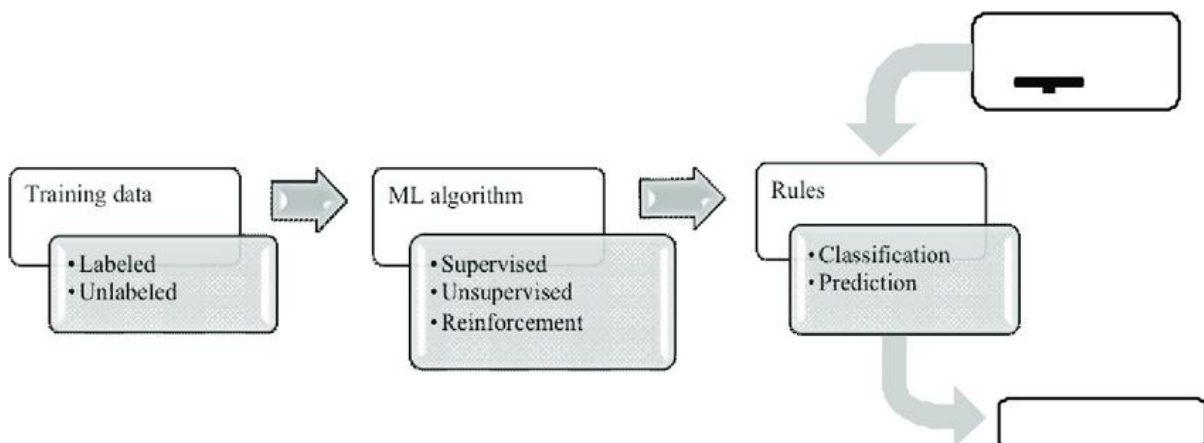 Training data
• Labeled
• Unlabeled
ML algorithm
• Supervised
• Unsupervised
• Reinforcement
Rules
• Classification
• Prediction